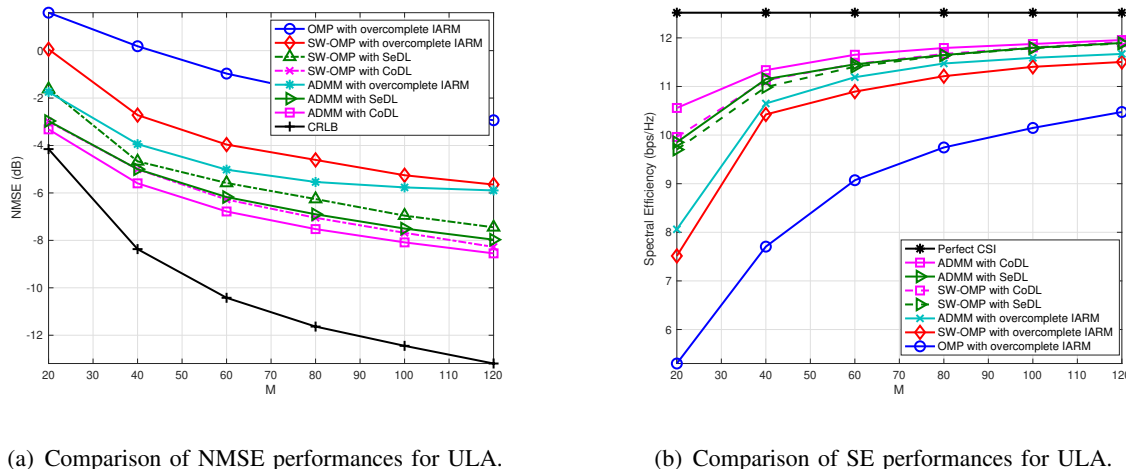 0
-2
-4
-6
-8
-10
-12
NMSE (dB)
20 30 40 50 60 70 80 90 100 110 120
M
OMP with overcomplete IARM
SW-OMP with overcomplete IARM
SW-OMP with SeDL
SW-OMP with CoDL
ADMM with overcomplete IARM
ADMM with SeDL
ADMM with CoDL
CRLB
(a) Comparison of NMSE performances for ULA.
12
11
10
9
8
7
6
Spectral Efficiency (bps/Hz)
20 30 40 50 60 70 80 90 100 110 120
M
Perfect CSI
ADMM with CoDL
ADMM with SeDL
SW-OMP with CoDL
SW-OMP with SeDL
ADMM with overcomplete IARM
SW-OMP with overcomplete IARM
OMP with overcomplete IARM
(b) Comparison of SE performances for ULA.